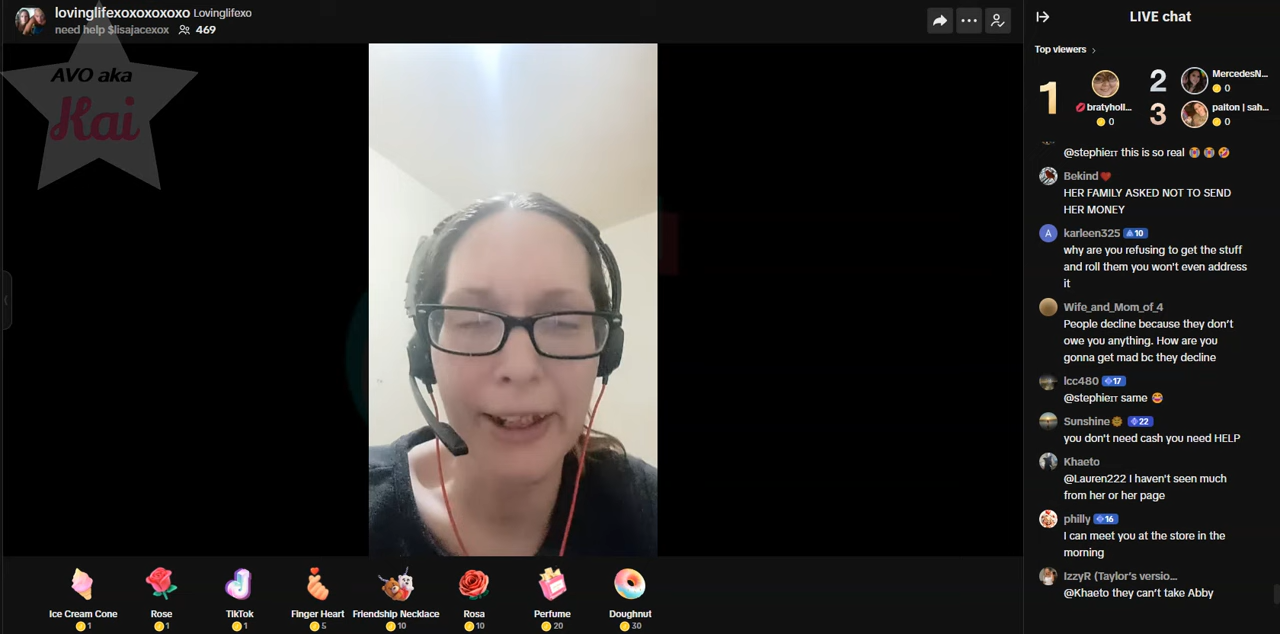 lovinglifexoxoxoxoxo Lovinglifexo
need help $lisajacexox 469
AVO aka
Kai
LIVE chat
Top viewers
1
bratyholl...
0
2
MercedesN...
0
3
paiton | sah...
0
@stephieɪᴛ this is so real
Bekind
HER FAMILY ASKED NOT TO SEND
HER MONEY
A
karleen325 10
why are you refusing to get the stuff
and roll them you won't even address
it
Wife_and_Mom_of_4
People decline because they don't
owe you anything. How are you
gonna get mad bc they decline
lcc480 17
@stephieɪᴛ same
Sunshine 22
you don't need cash you need HELP
Khaeto
@Lauren222 I haven't seen much
from her or her page
philly 16
I can meet you at the store in the
morning
IzzyR (Taylor's versio...
@Khaeto they can't take Abby
Ice Cream Cone
1
Rose
1
TikTok
1
Finger Heart
5
Friendship Necklace
10
Rosa
10
Perfume
20
Doughnut
30